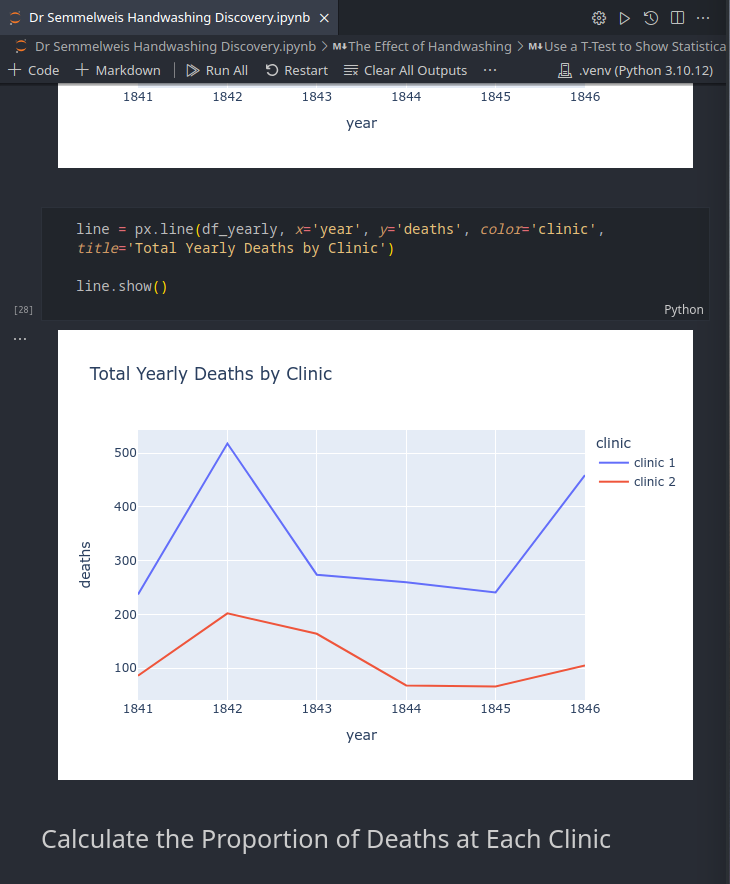 Dr Semmelweis Handwashing Discovery.ipynb
Dr Semmelweis Handwashing Discovery.ipynb > M↓The Effect of Handwashing > M↓Use a T-Test to Show Statistica
+ Code + Markdown | Run All Restart Clear All Outputs ... .venv (Python 3.10.12)
1841 1842 1843 1844 1845 1846
year
line = px.line(df_yearly, x='year', y='deaths', color='clinic',
title='Total Yearly Deaths by Clinic')
line.show()
[28]
Python
...
Total Yearly Deaths by Clinic
clinic
clinic 1
clinic 2
500
400
300
200
100
deaths
1841 1842 1843 1844 1845 1846
year
Calculate the Proportion of Deaths at Each Clinic